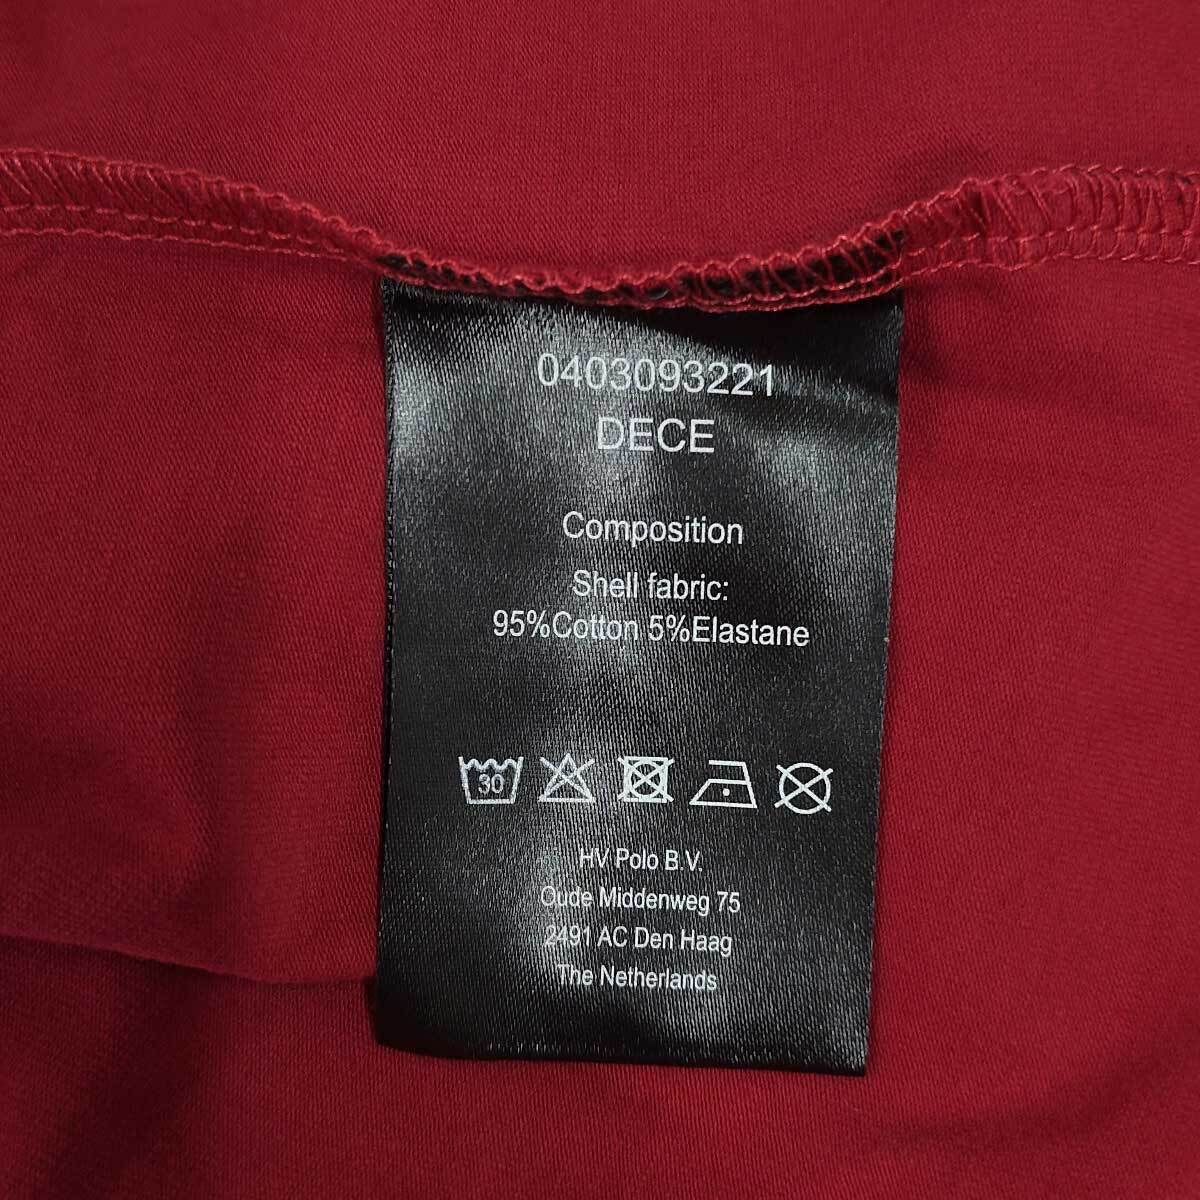 0403093221
DECE
Composition
Shell fabric:
95%Cotton 5%Elastane
30
HV Polo B.V.
Oude Middenweg 75
2491 AC Den Haag
The Netherlands